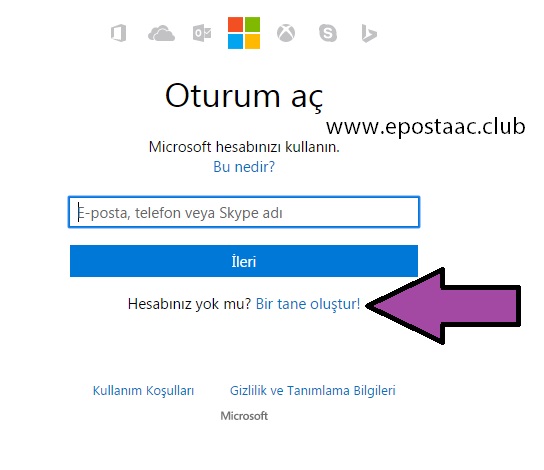 Oturum aç
www.epostaac.club
Microsoft hesabınızı kullanın.
Bu nedir?
E-posta, telefon veya Skype adı
İleri
Hesabınız yok mu? Bir tane oluştur!
Kullanım Koşulları Gizlilik ve Tanımlama Bilgileri
Microsoft